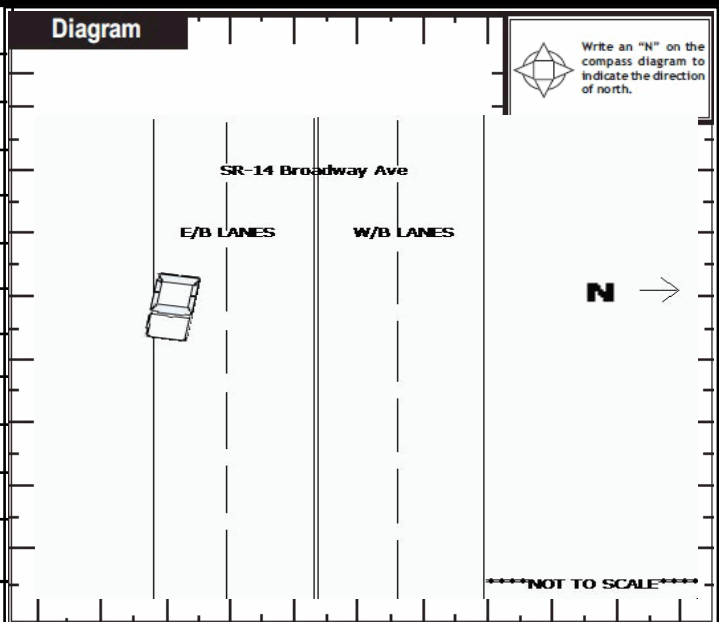 Diagram
Write an “N” on the
compass diagram to
indicate the direction
of north.
SR-14 Broadway Ave
E/B LANES
W/B LANES
N
NOT TO SCALE